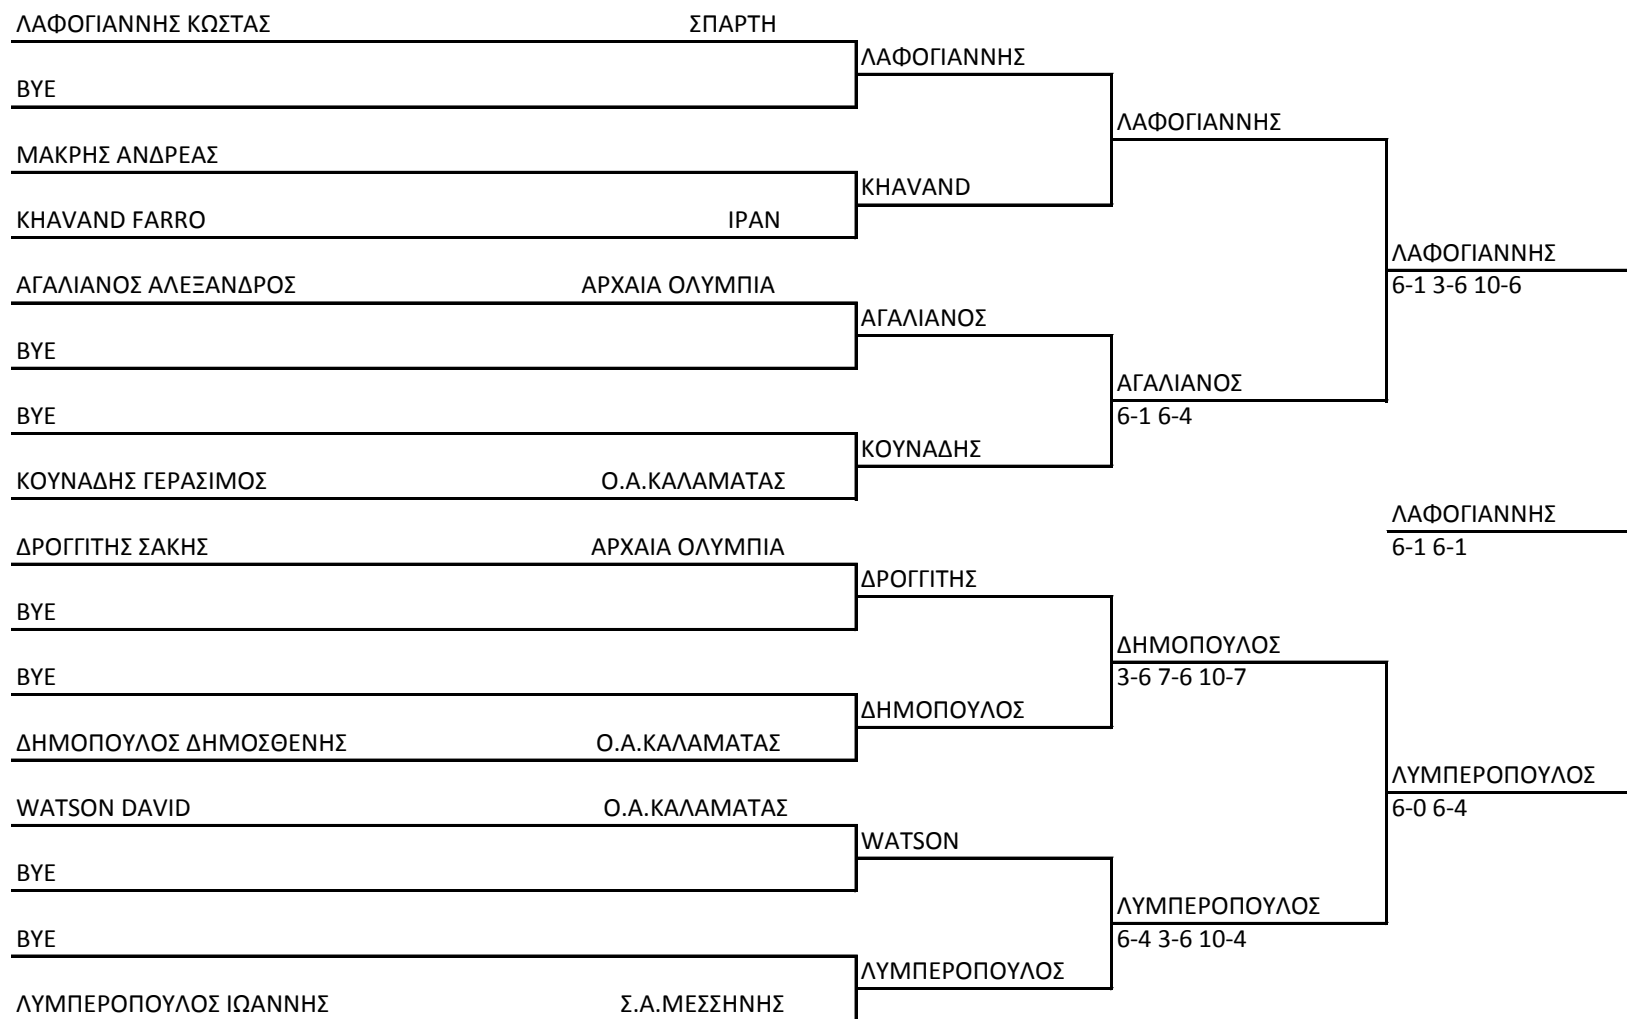 ΛΑΦΟΓΙΑΝΝΗΣ ΚΩΣΤΑΣ ΣΠΑΡΤΗ
ΛΑΦΟΓΙΑΝΝΗΣ
BYE
ΛΑΦΟΓΙΑΝΝΗΣ
ΜΑΚΡΗΣ ΑΝΔΡΕΑΣ
KHAVAND
KHAVAND FARRO ΙΡΑΝ
ΛΑΦΟΓΙΑΝΝΗΣ
ΑΓΑΛΙΑΝΟΣ ΑΛΕΞΑΝΔΡΟΣ ΑΡΧΑΙΑ ΟΛΥΜΠΙΑ 6-1 3-6 10-6
ΑΓΑΛΙΑΝΟΣ
BYE
ΑΓΑΛΙΑΝΟΣ
BYE 6-1 6-4
ΚΟΥΝΑΔΗΣ
ΚΟΥΝΑΔΗΣ ΓΕΡΑΣΙΜΟΣ Ο.Α.ΚΑΛΑΜΑΤΑΣ
ΛΑΦΟΓΙΑΝΝΗΣ
ΔΡΟΓΓΙΤΗΣ ΣΑΚΗΣ ΑΡΧΑΙΑ ΟΛΥΜΠΙΑ 6-1 6-1
ΔΡΟΓΓΙΤΗΣ
BYE
ΔΗΜΟΠΟΥΛΟΣ
BYE 3-6 7-6 10-7
ΔΗΜΟΠΟΥΛΟΣ
ΔΗΜΟΠΟΥΛΟΣ ΔΗΜΟΣΘΕΝΗΣ Ο.Α.ΚΑΛΑΜΑΤΑΣ
ΛΥΜΠΕΡΟΠΟΥΛΟΣ
WATSON DAVID Ο.Α.ΚΑΛΑΜΑΤΑΣ 6-0 6-4
WATSON
BYE
ΛΥΜΠΕΡΟΠΟΥΛΟΣ
BYE 6-4 3-6 10-4
ΛΥΜΠΕΡΟΠΟΥΛΟΣ
ΛΥΜΠΕΡΟΠΟΥΛΟΣ ΙΩΑΝΝΗΣ Σ.Α.ΜΕΣΣΗΝΗΣ